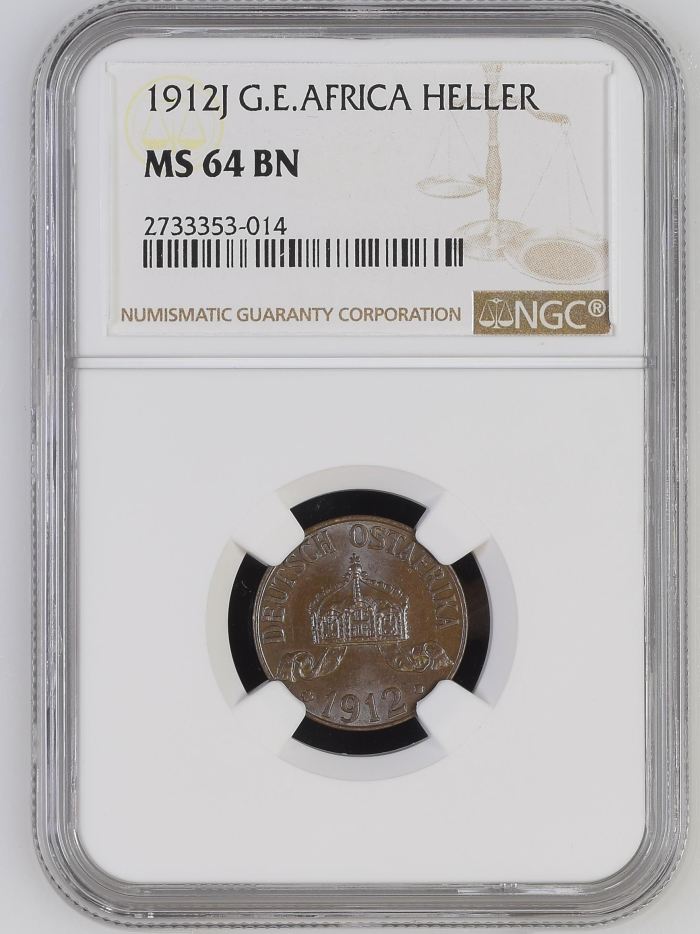 1912J G.E.AFRICA HELLER
MS 64 BN
2733353-014
NUMISMATIC GUARANTY CORPORATION NGC®
DEUTSCH OSTAFRIKA
1912